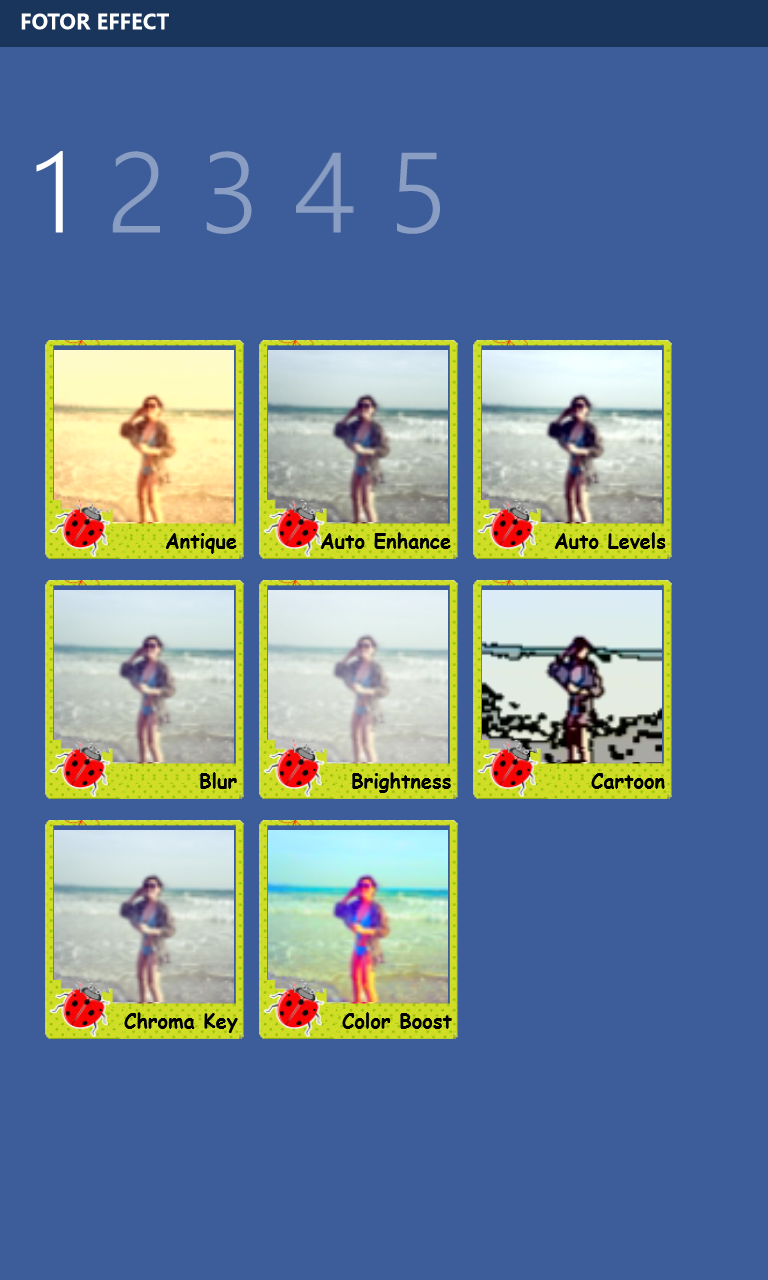 FOTOR EFFECT
1 2 3 4 5
Antique
Auto Enhance
Auto Levels
Blur
Brightness
Cartoon
Chroma Key
Color Boost